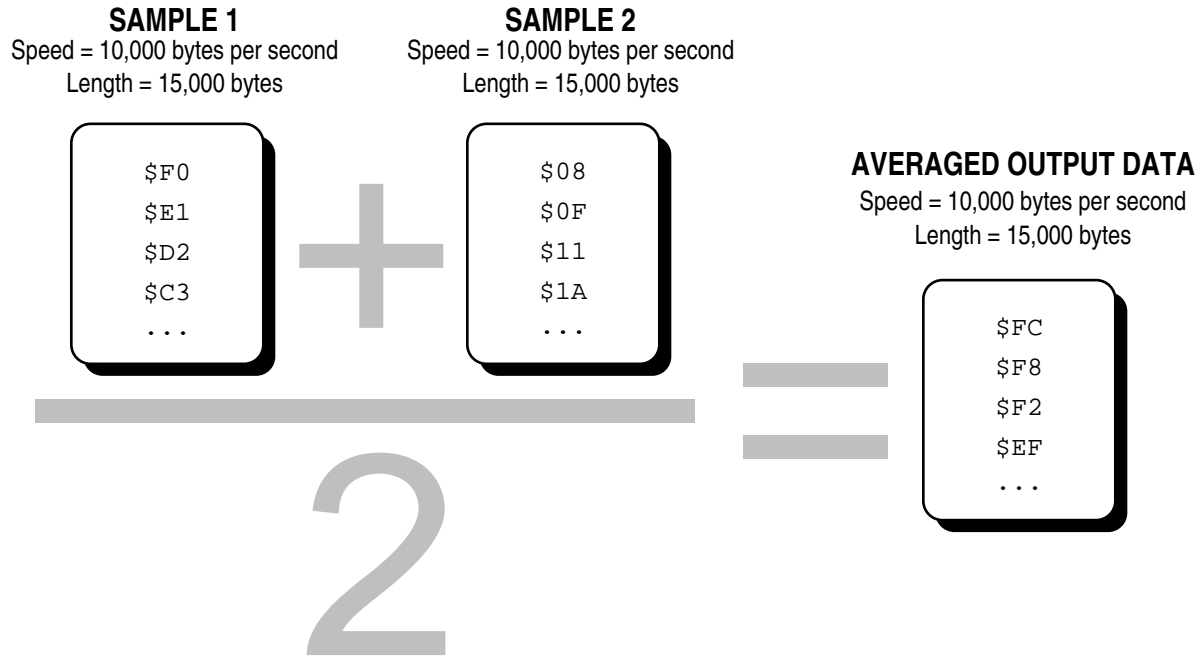 SAMPLE 1
Speed = 10,000 bytes per second
Length = 15,000 bytes
$F0
$E1
$D2
$C3
...
+
SAMPLE 2
Speed = 10,000 bytes per second
Length = 15,000 bytes
$08
$0F
$11
$1A
...
2
=
AVERAGED OUTPUT DATA
Speed = 10,000 bytes per second
Length = 15,000 bytes
$FC
$F8
$F2
$EF
...